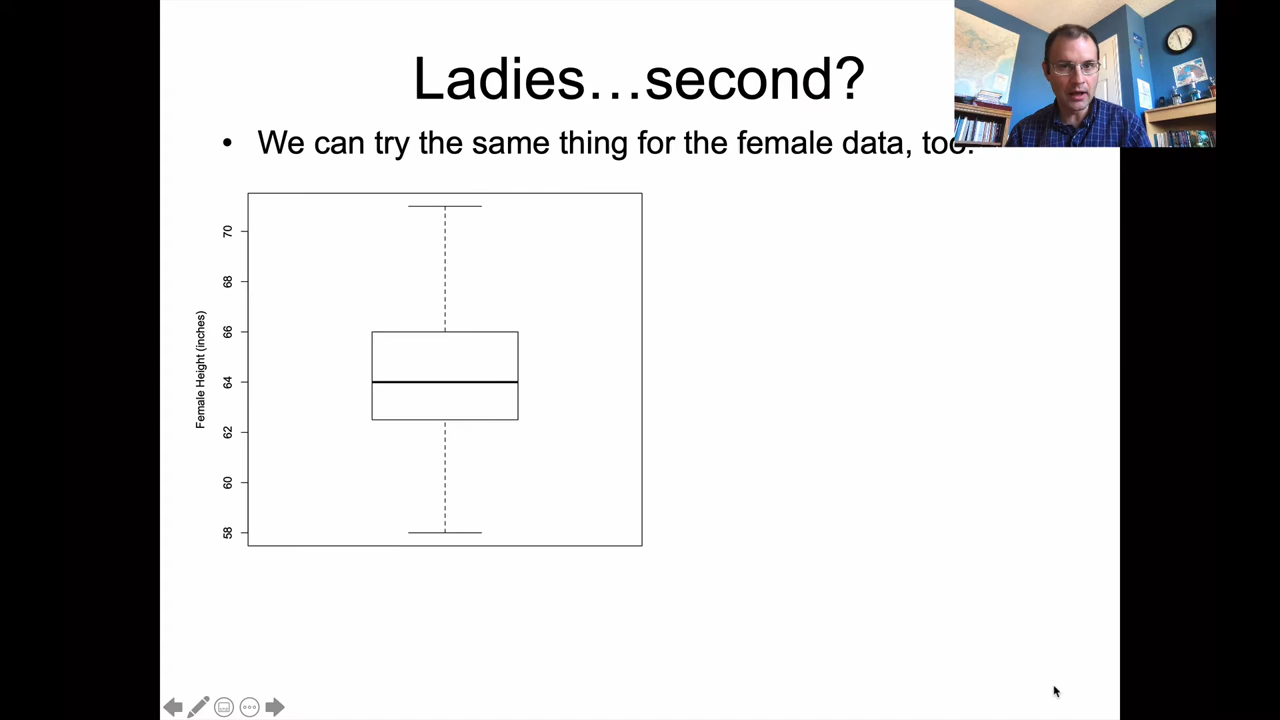 Ladies…second?
• We can try the same thing for the female data, too.
70
68
66
64
62
60
58
Female Height (inches)